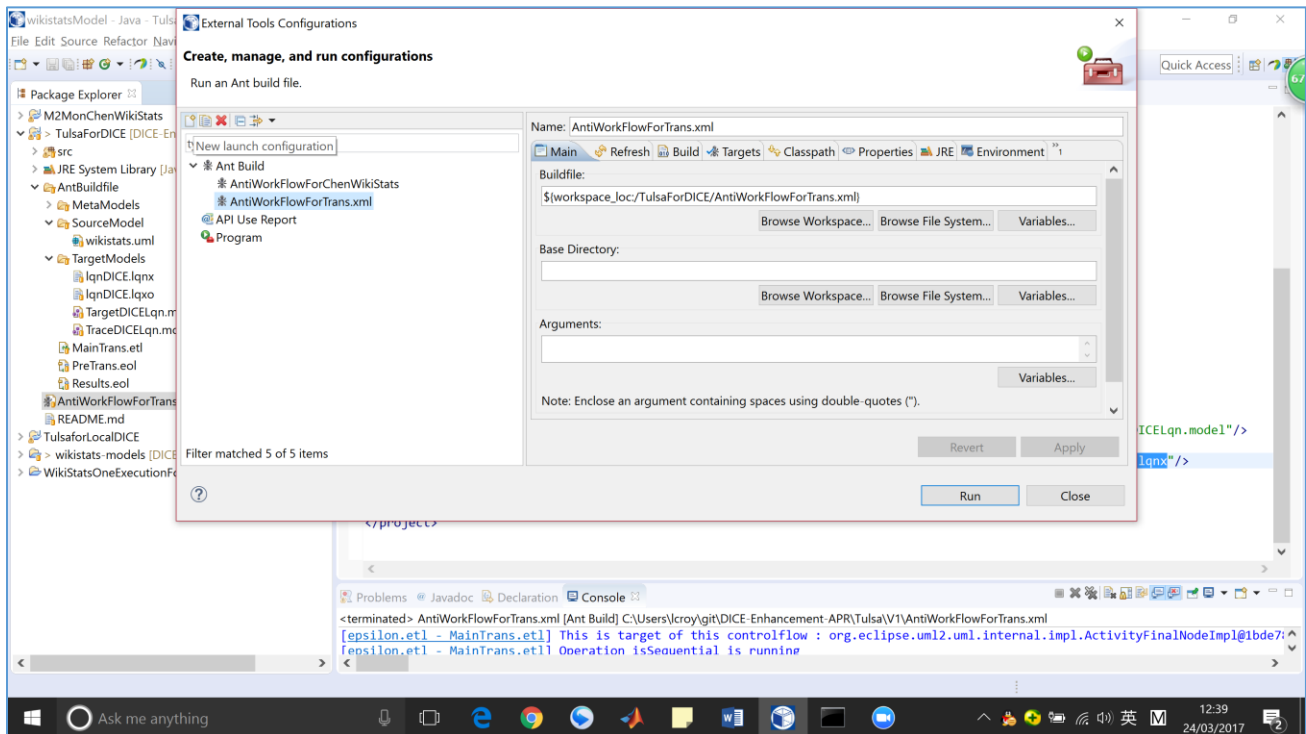 wikistatsModel - Java - Tuls
File Edit Source Refactor Navi
Quick Access
67
Package Explorer
M2MonChenWikiStats
> TulsaForDICE [DICE-En
src
JRE System Library [Ja
AntBuildfile
MetaModels
SourceModel
wikistats.uml
TargetModels
lqnDICE.lqnx
lqnDICE.lqxo
TargetDICELqn.m
TraceDICELqn.mo
MainTrans.etl
PreTrans.eol
Results.eol
AntiWorkFlowForTrans
README.md
TulsaforLocalDICE
> wikistats-models [DICE
WikiStatsOneExecutionFo
External Tools Configurations
Create, manage, and run configurations
Run an Ant build file.
New launch configuration
Ant Build
AntiWorkFlowForChenWikiStats
AntiWorkFlowForTrans.xml
API Use Report
Program
Filter matched 5 of 5 items
Name: AntiWorkFlowForTrans.xml
Main Refresh Build Targets Classpath Properties JRE Environment »1
Buildfile:
${workspace_loc:/TulsaForDICE/AntiWorkFlowForTrans.xml}
Browse Workspace... Browse File System... Variables...
Base Directory:
Browse Workspace... Browse File System... Variables...
Arguments:
Variables...
Note: Enclose an argument containing spaces using double-quotes (").
Revert Apply
Run Close
ICELqn.model"/>
lqnx"/>
</project>
Problems Javadoc Declaration Console
<terminated> AntiWorkFlowForTrans.xml [Ant Build] C:\Users\lcroy\git\DICE-Enhancement-APR\Tulsa\V1\AntiWorkFlowForTrans.xml
[epsilon.etl - MainTrans.etl] This is target of this controlflow : org.eclipse.uml2.uml.internal.impl.ActivityFinalNodeImpl@1bde7
[epsilon.etl - MainTrans.etl] Operation isSequential is running
Ask me anything
英 M
12:39
24/03/2017
2